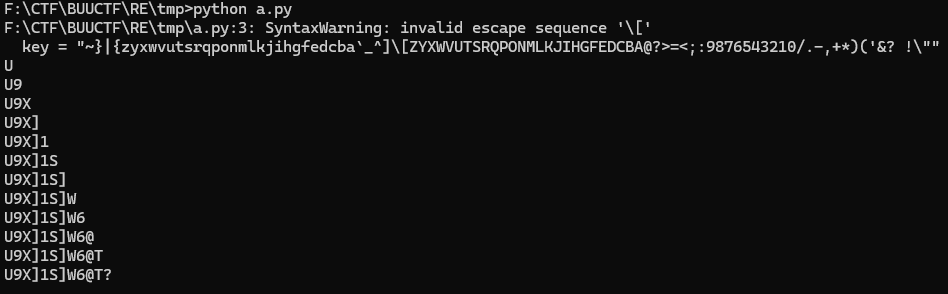 F:\CTF\BUUCTF\RE\tmp>python a.py
F:\CTF\BUUCTF\RE\tmp\a.py:3: SyntaxWarning: invalid escape sequence '\['
  key = "~}|{zyxwvutsrqponmlkjihgfedcba`_^]\[ZYXWVUTSRQPONMLKJIHGFEDCBA@?>=<;:9876543210/.-,+*)('&? !\""
U
U9
U9X
U9X]
U9X]1
U9X]1S
U9X]1S]
U9X]1S]W
U9X]1S]W6
U9X]1S]W6@
U9X]1S]W6@T
U9X]1S]W6@T?